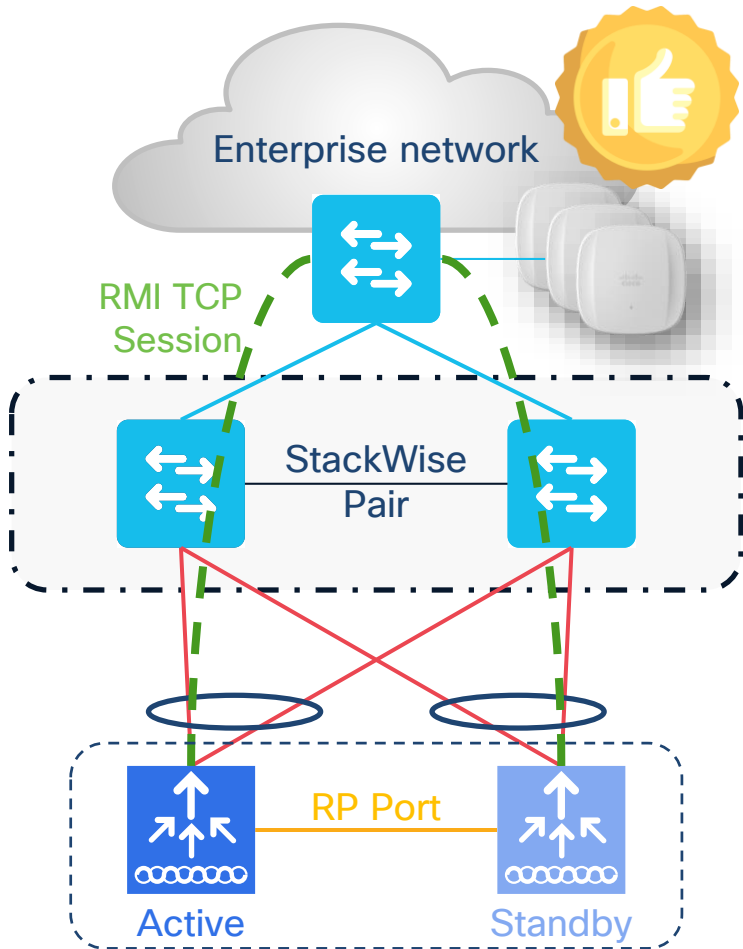 Enterprise network
RMI TCP
Session
StackWise
Pair
RP Port
Active
Standby